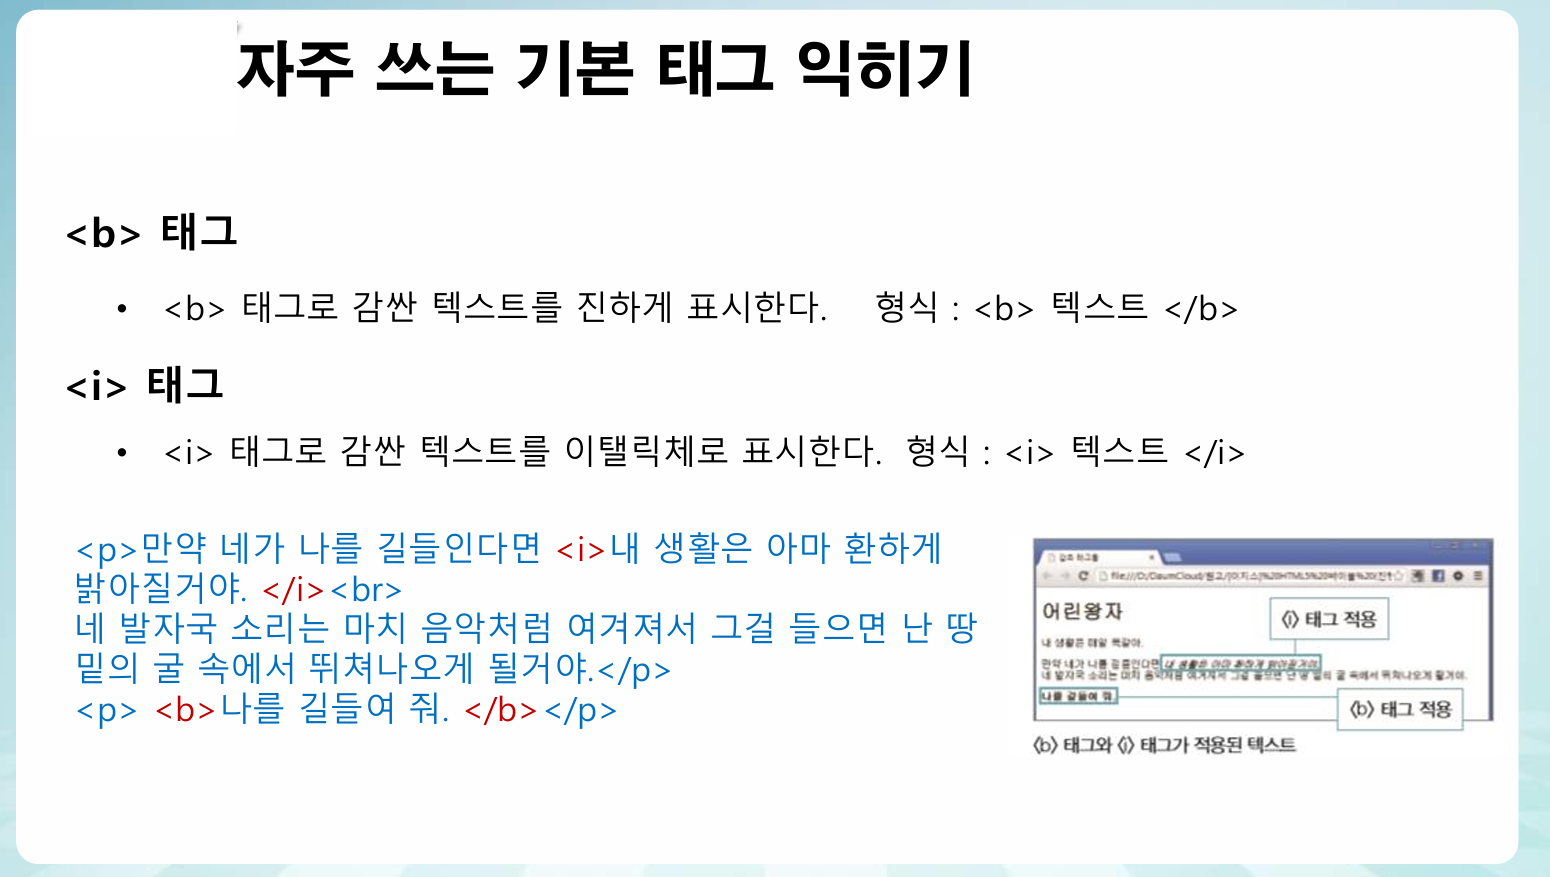 자주 쓰는 기본 태그 익히기
<b> 태그
• <b> 태그로 감싼 텍스트를 진하게 표시한다. 형식 : <b> 텍스트 </b>
<i> 태그
• <i> 태그로 감싼 텍스트를 이탤릭체로 표시한다. 형식 : <i> 텍스트 </i>
<p>만약 네가 나를 길들인다면 <i>내 생활은 아마 환하게
밝아질거야. </i><br>
네 발자국 소리는 마치 음악처럼 여겨져서 그걸 들으면 난 땅
밑의 굴 속에서 뛰쳐나오게 될거야.</p>
<p> <b>나를 길들여 줘. </b></p>
어린왕자
<i> 태그 적용
내 생활은 매일 똑같아.
만약 네가 나를 길들인다면 내 생활은 아마 환하게 밝아질거야.
네 발자국 소리는 마치 음악처럼 여겨져서 그걸 들으면 난 땅 밑의 굴 속에서 뛰쳐나오게 될거야.
나를 길들여 줘.
<b> 태그 적용
<b> 태그와 <i> 태그가 적용된 텍스트